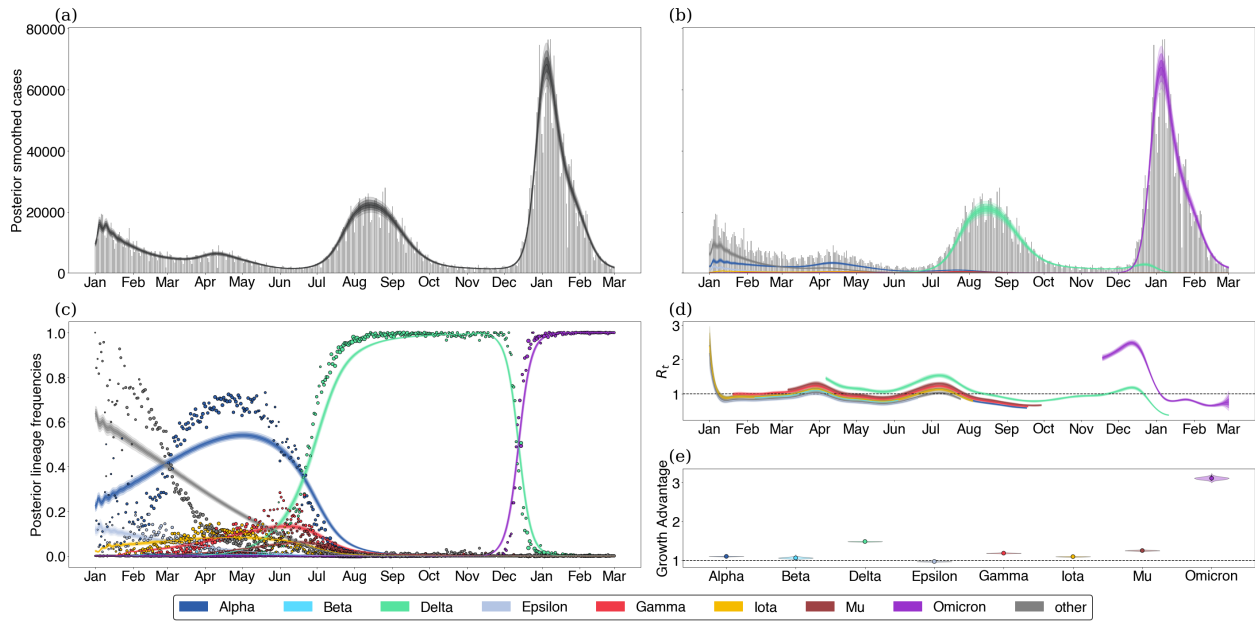 (a)
(b)
Posterior smoothed cases
80000
60000
40000
20000
0
Jan Feb Mar Apr May Jun Jul Aug Sep Oct Nov Dec Jan Feb Mar
Jan Feb Mar Apr May Jun Jul Aug Sep Oct Nov Dec Jan Feb Mar
(c)
Posterior lineage frequencies
1.0
0.8
0.6
0.4
0.2
0.0
Jan Feb Mar Apr May Jun Jul Aug Sep Oct Nov Dec Jan Feb Mar
(d)
Rt
3
2
1
Jan Feb Mar Apr May Jun Jul Aug Sep Oct Nov Dec Jan Feb Mar
(e)
Growth Advantage
3
2
1
Alpha Beta Delta Epsilon Gamma Iota Mu Omicron
Alpha Beta Delta Epsilon Gamma Iota Mu Omicron other